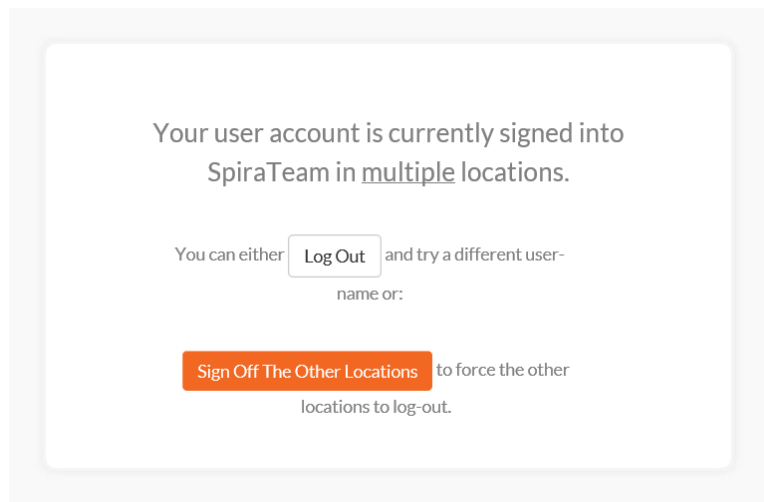 Your user account is currently signed into
SpiraTeam in multiple locations.
You can either Log Out and try a different user-
name or:
Sign Off The Other Locations to force the other
locations to log-out.